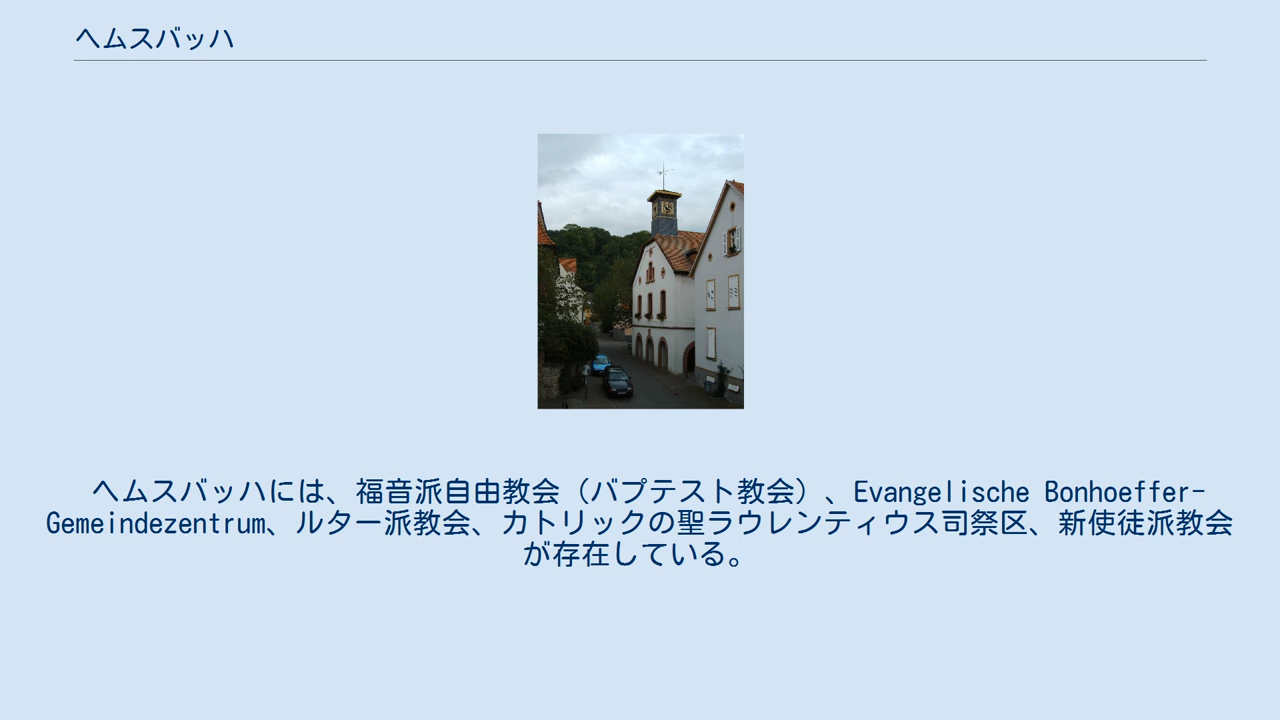 ヘムスバッハ
ヘムスバッハには、福音派自由教会（バプテスト教会）、Evangelische Bonhoeffer-
Gemeindezentrum、ルター派教会、カトリックの聖ラウレンティウス司祭区、新使徒派教会
が存在している。